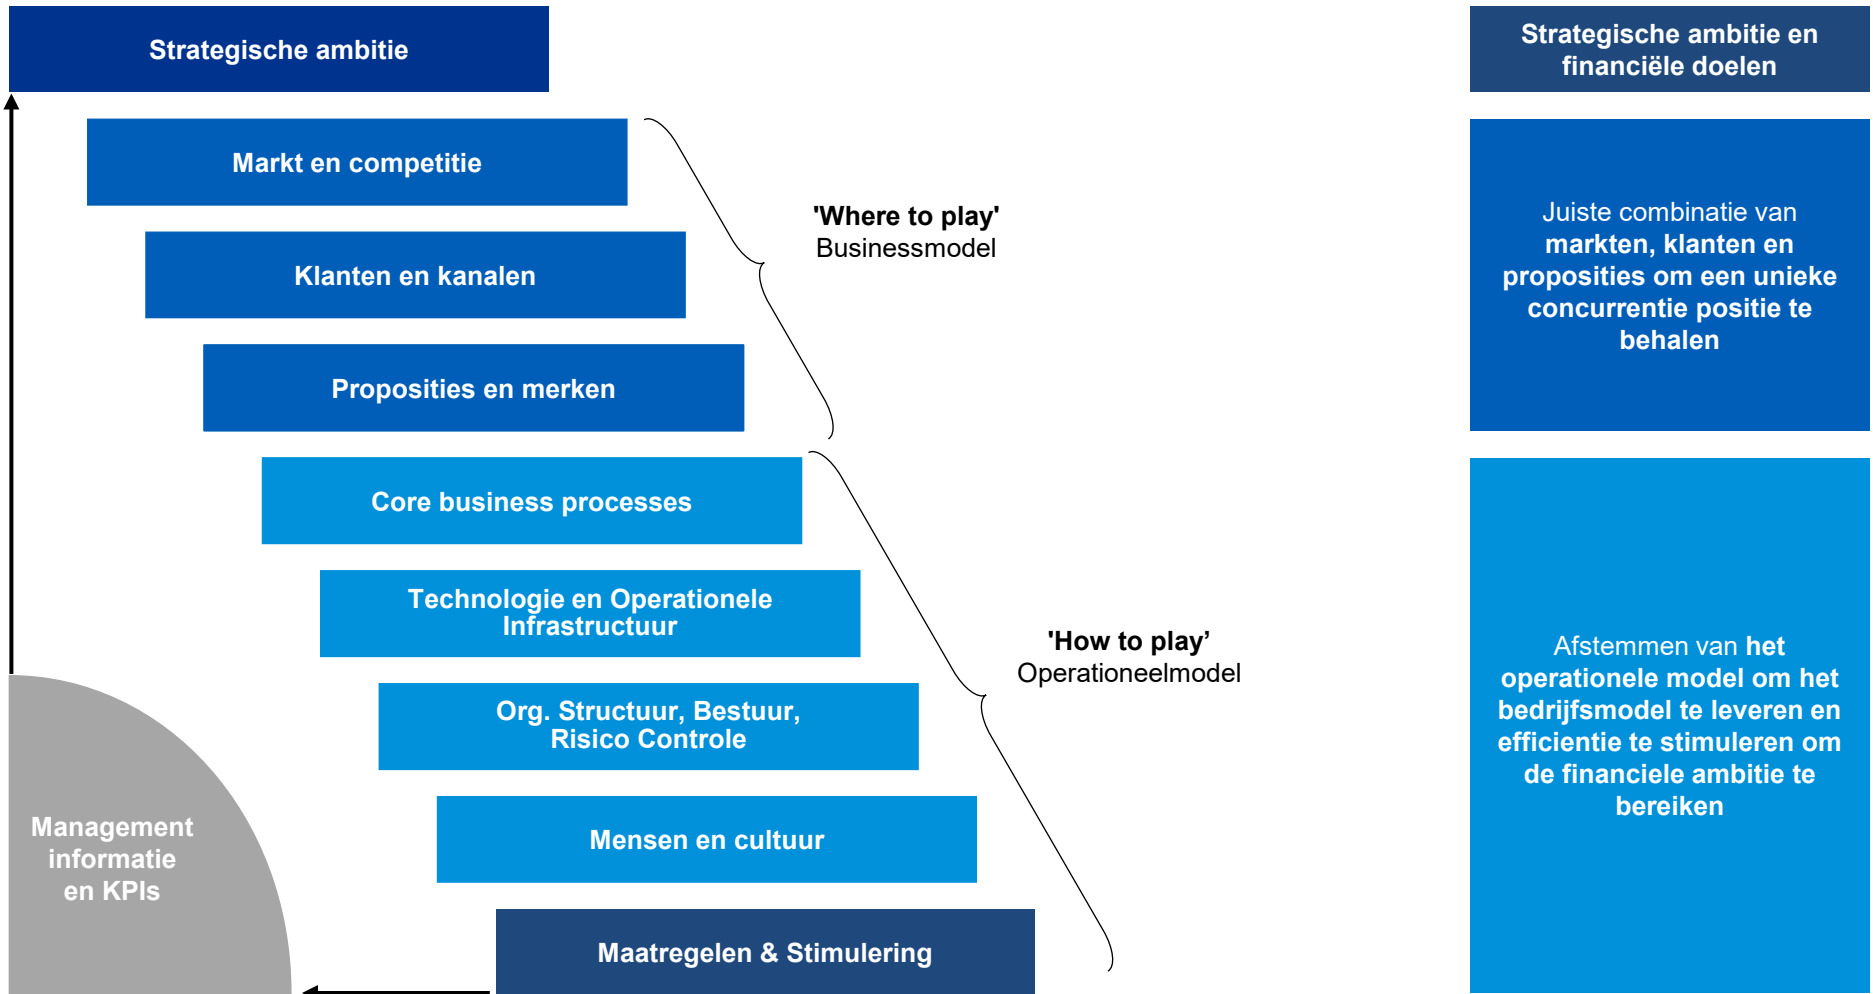 Strategische ambitie
Markt en competitie
Klanten en kanalen
Proposities en merken
Core business processes
Technologie en Operationele
Infrastructuur
Org. Structuur, Bestuur,
Risico Controle
Mensen en cultuur
Maatregelen & Stimulering
Management
informatie
en KPIs
'Where to play'
Businessmodel
'How to play’
Operationeelmodel
Strategische ambitie en
financiële doelen
Juiste combinatie van
markten, klanten en
proposities om een unieke
concurrentie positie te
behalen
Afstemmen van het
operationele model om het
bedrijfsmodel te leveren en
efficientie te stimuleren om
de financiele ambitie te
bereiken